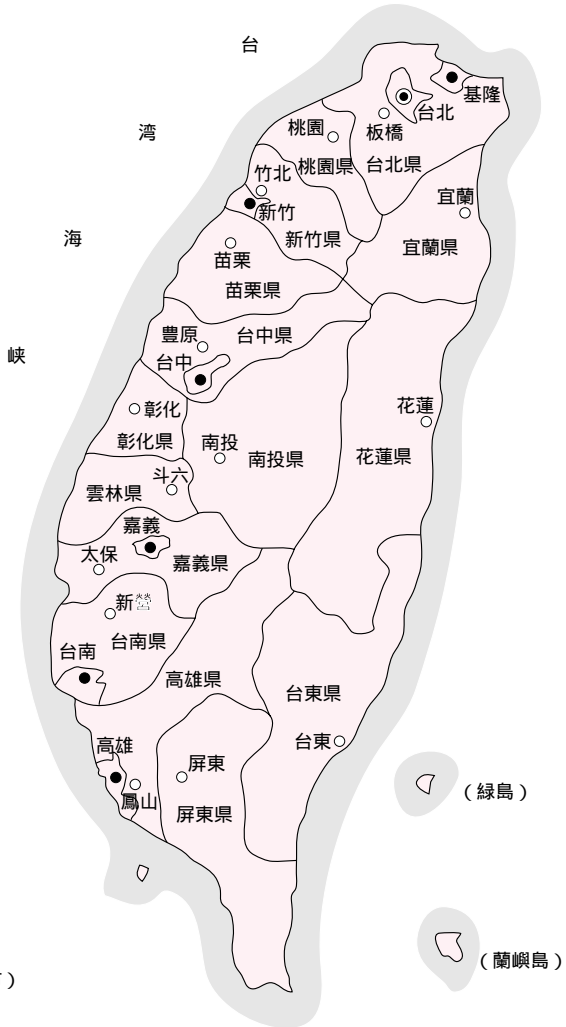 台
湾
海
峡
基隆
台北
板橋
台北県
桃園
桃園県
竹北
新竹
新竹県
宜蘭
宜蘭県
苗栗
苗栗県
豊原
台中県
台中
彰化
彰化県
南投
南投県
花蓮
花蓮県
斗六
雲林県
嘉義
太保
嘉義県
新営
台南県
台南
高雄県
台東県
台東
高雄
鳳山
屏東
屏東県
(緑島)
(蘭嶼島)
)